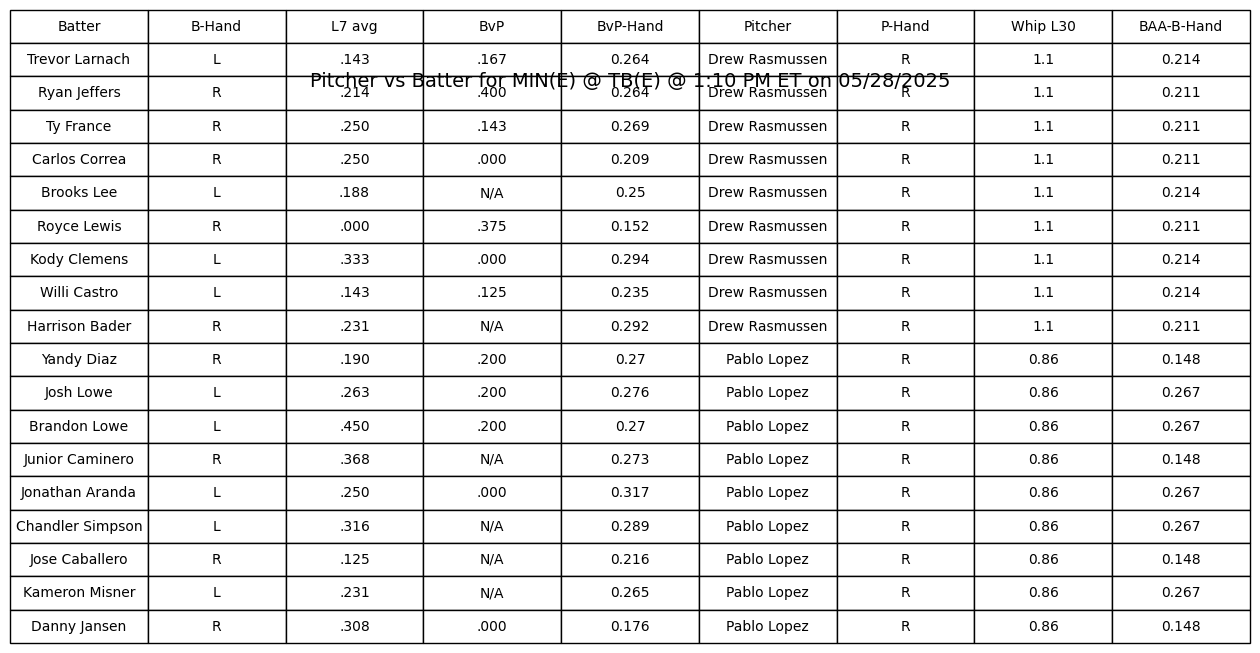 Batter B-Hand L7 avg BvP BvP-Hand Pitcher P-Hand Whip L30 BAA-B-Hand
Trevor Larnach L .143 .167 0.264 Drew Rasmussen R 1.1 0.214
Pitcher vs Batter for MIN(E) @ TB(E) @ 1:10 PM ET on 05/28/2025
Ryan Jeffers R .214 .400 0.264 Drew Rasmussen R 1.1 0.211
Ty France R .250 .143 0.269 Drew Rasmussen R 1.1 0.211
Carlos Correa R .250 .000 0.209 Drew Rasmussen R 1.1 0.211
Brooks Lee L .188 N/A 0.25 Drew Rasmussen R 1.1 0.214
Royce Lewis R .000 .375 0.152 Drew Rasmussen R 1.1 0.211
Kody Clemens L .333 .000 0.294 Drew Rasmussen R 1.1 0.214
Willi Castro L .143 .125 0.235 Drew Rasmussen R 1.1 0.214
Harrison Bader R .231 N/A 0.292 Drew Rasmussen R 1.1 0.211
Yandy Diaz R .190 .200 0.27 Pablo Lopez R 0.86 0.148
Josh Lowe L .263 .200 0.276 Pablo Lopez R 0.86 0.267
Brandon Lowe L .450 .200 0.27 Pablo Lopez R 0.86 0.267
Junior Caminero R .368 N/A 0.273 Pablo Lopez R 0.86 0.148
Jonathan Aranda L .250 .000 0.317 Pablo Lopez R 0.86 0.267
Chandler Simpson L .316 N/A 0.289 Pablo Lopez R 0.86 0.267
Jose Caballero R .125 N/A 0.216 Pablo Lopez R 0.86 0.148
Kameron Misner L .231 N/A 0.265 Pablo Lopez R 0.86 0.267
Danny Jansen R .308 .000 0.176 Pablo Lopez R 0.86 0.148